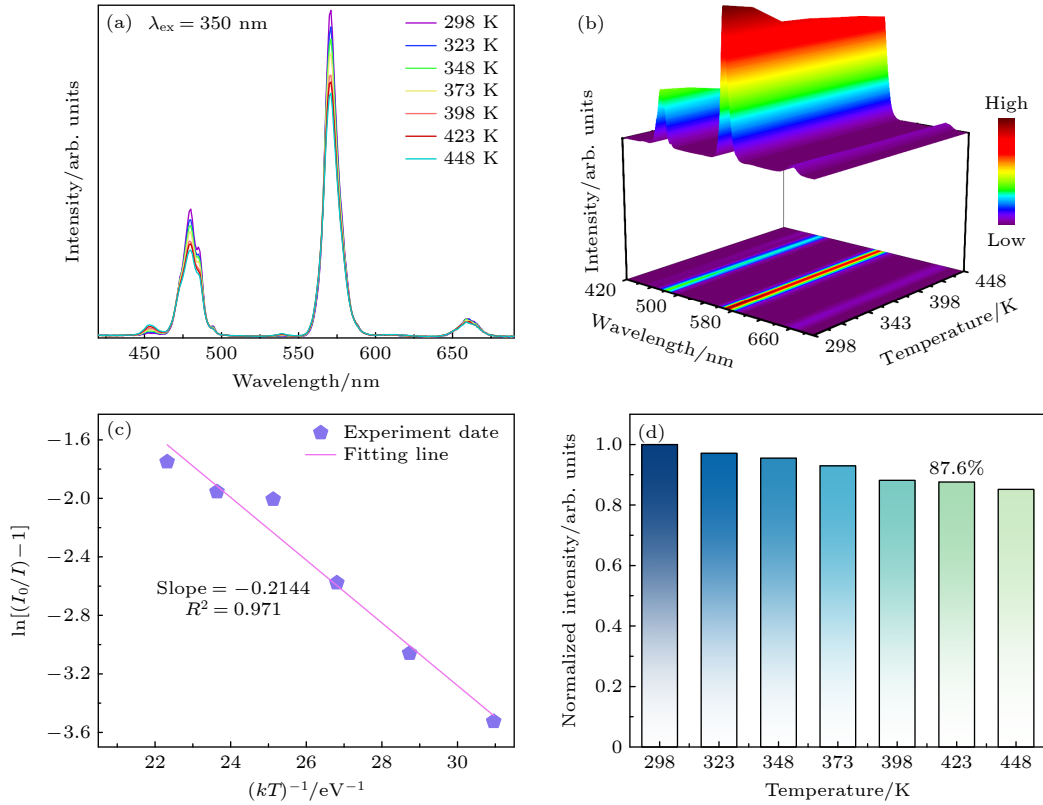 (a) λex = 350 nm
298 K
323 K
348 K
373 K
398 K
423 K
448 K
Intensity/arb. units
450 500 550 600 650
Wavelength/nm
(b)
High
Low
Intensity/arb. units
420 500 580 660
Wavelength/nm
298 343 398 448
Temperature/K
(c)
Experiment date
Fitting line
−1.6
−2.0
−2.4
−2.8
−3.2
−3.6
ln[(I0/I)−1]
Slope = −0.2144
R² = 0.971
22 24 26 28 30
(kT)−1/eV−1
(d)
87.6%
1.0
0.8
0.6
0.4
0.2
0
Normalized intensity/arb. units
298 323 348 373 398 423 448
Temperature/K